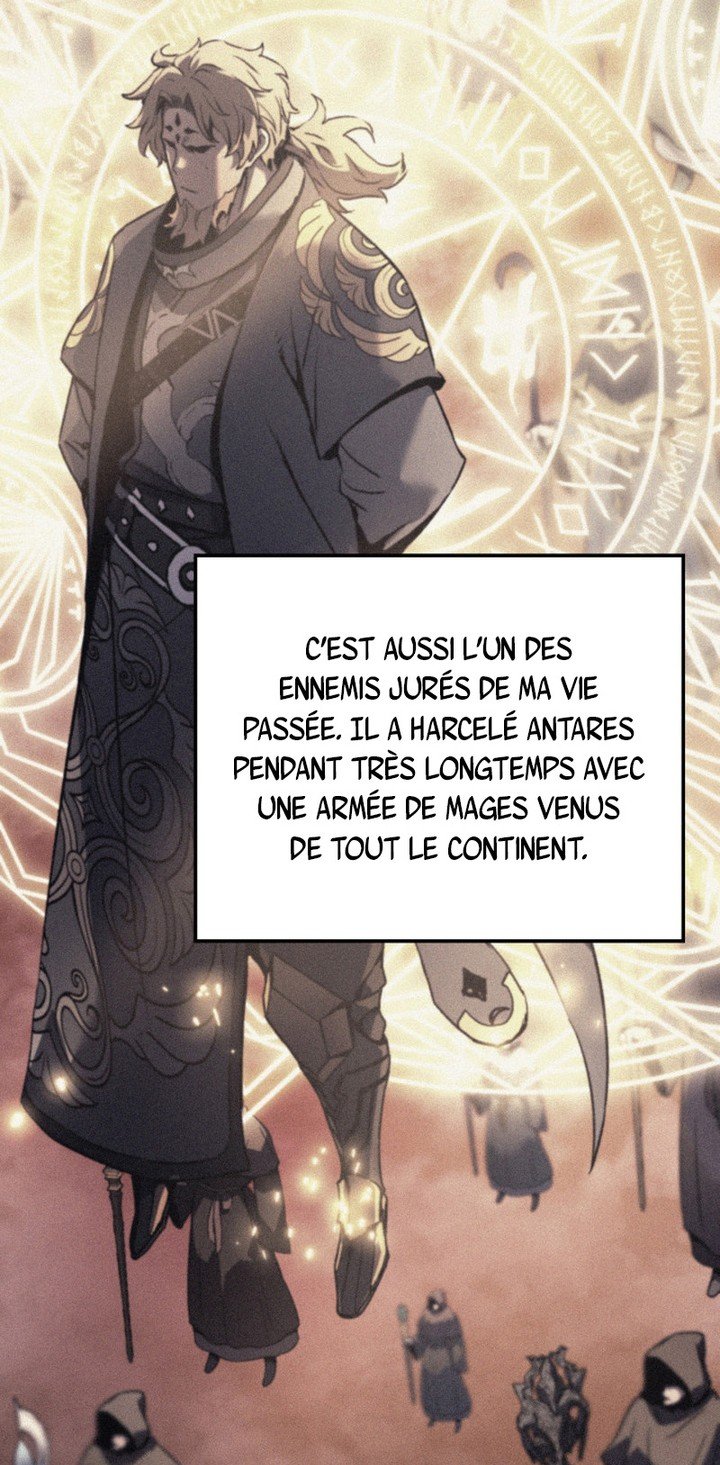 C'EST AUSSI L'UN DES
ENNEMIS JURÉS DE MA VIE
PASSÉE. IL A HARCELÉ ANTARES
PENDANT TRÈS LONGTEMPS AVEC
UNE ARMÉE DE MAGES VENUS
DE TOUT LE CONTINENT.